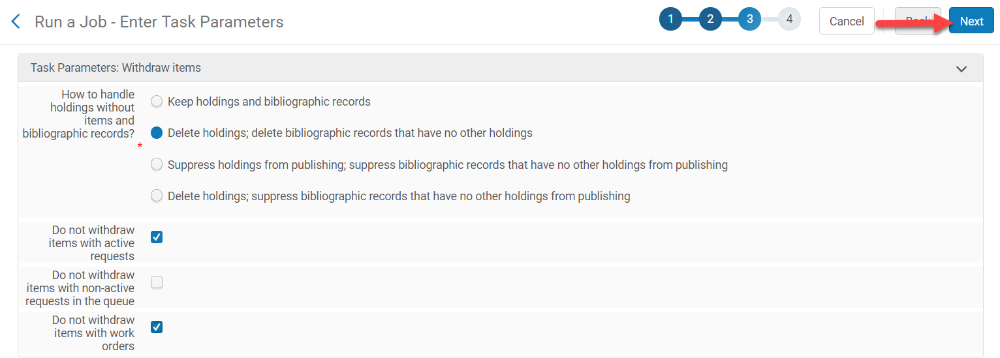 Run a Job - Enter Task Parameters
1
2
3
4
Cancel
Back
Next
Task Parameters: Withdraw items
How to handle
holdings without
items and
bibliographic records?
*
Keep holdings and bibliographic records
Delete holdings; delete bibliographic records that have no other holdings
Suppress holdings from publishing; suppress bibliographic records that have no other holdings from publishing
Delete holdings; suppress bibliographic records that have no other holdings from publishing
Do not withdraw
items with active
requests
Do not withdraw
items with non-active
requests in the queue
Do not withdraw
items with work
orders